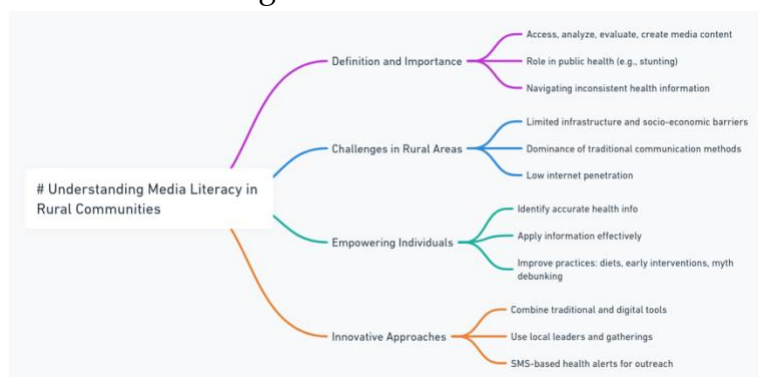 Definition and Importance
Access, analyze, evaluate, create media content
Role in public health (e.g., stunting)
Navigating inconsistent health information
Challenges in Rural Areas
Limited infrastructure and socio-economic barriers
Dominance of traditional communication methods
Low internet penetration
# Understanding Media Literacy in
Rural Communities
Empowering Individuals
Identify accurate health info
Apply information effectively
Improve practices: diets, early interventions, myth
debunking
Innovative Approaches
Combine traditional and digital tools
Use local leaders and gatherings
SMS-based health alerts for outreach